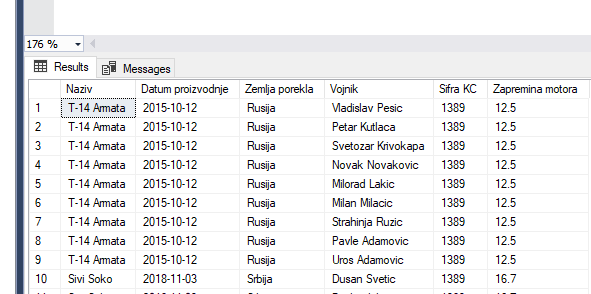 176 %
Results Messages
Naziv Datum proizvodnje Zemlja porekla Vojnik Sifra KC Zapremina motora
1 T-14 Armata 2015-10-12 Rusija Vladislav Pesic 1389 12.5
2 T-14 Armata 2015-10-12 Rusija Petar Kutlaca 1389 12.5
3 T-14 Armata 2015-10-12 Rusija Svetozar Krivokapa 1389 12.5
4 T-14 Armata 2015-10-12 Rusija Novak Novakovic 1389 12.5
5 T-14 Armata 2015-10-12 Rusija Milorad Lakic 1389 12.5
6 T-14 Armata 2015-10-12 Rusija Milan Milacic 1389 12.5
7 T-14 Armata 2015-10-12 Rusija Strahinja Ruzic 1389 12.5
8 T-14 Armata 2015-10-12 Rusija Pavle Adamovic 1389 12.5
9 T-14 Armata 2015-10-12 Rusija Uros Adamovic 1389 12.5
10 Sivi Soko 2018-11-03 Srbija Dusan Svetic 1389 16.7